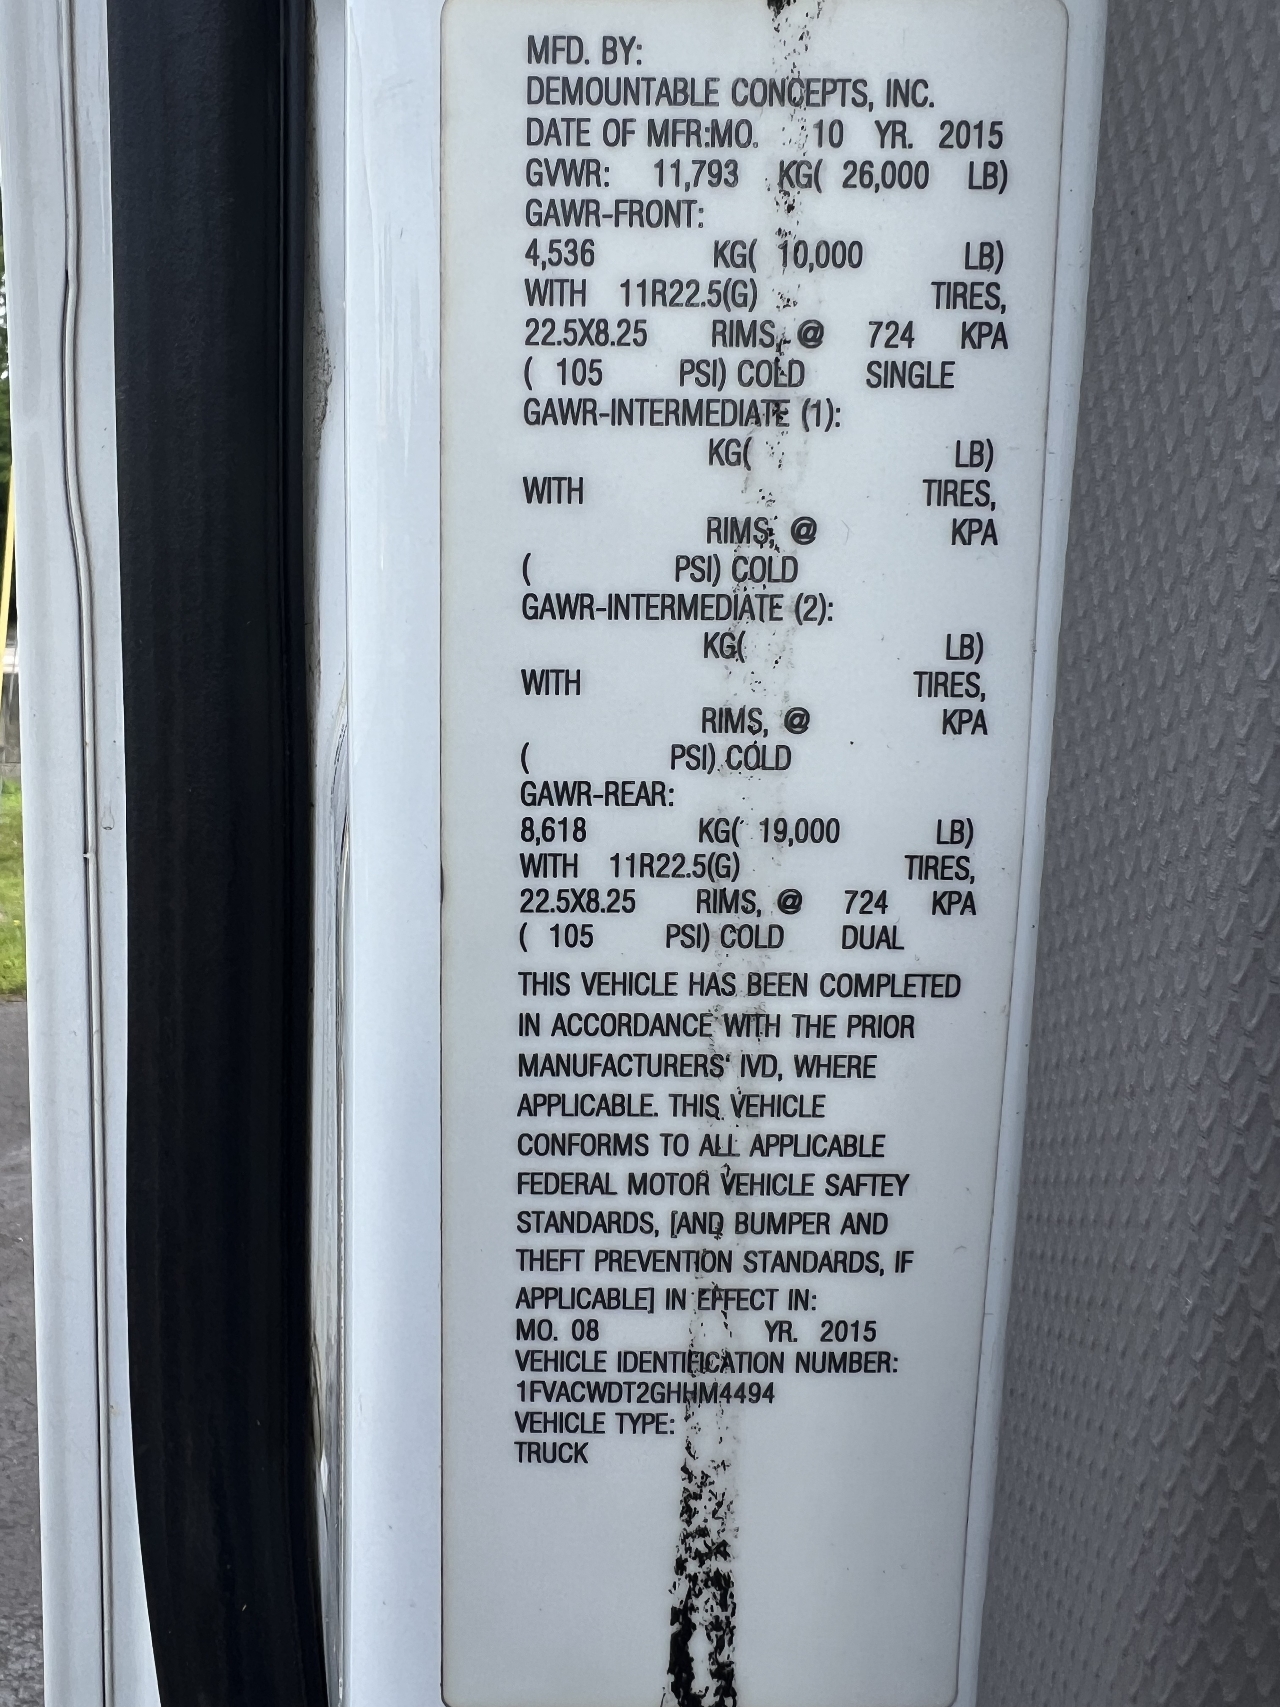 MFD. BY:
DEMOUNTABLE CONCEPTS, INC.
DATE OF MFR:MO. 10 YR. 2015
GVWR: 11,793 KG( 26,000 LB)
GAWR-FRONT:
4,536 KG( 10,000 LB)
WITH 11R22.5(G) TIRES,
22.5X8.25 RIMS, @ 724 KPA
( 105 PSI) COLD SINGLE
GAWR-INTERMEDIATE (1):
KG( LB)
WITH TIRES,
RIMS, @ KPA
( PSI) COLD
GAWR-INTERMEDIATE (2):
KG( LB)
WITH TIRES,
RIMS, @ KPA
( PSI) COLD
GAWR-REAR:
8,618 KG( 19,000 LB)
WITH 11R22.5(G) TIRES,
22.5X8.25 RIMS, @ 724 KPA
( 105 PSI) COLD DUAL
THIS VEHICLE HAS BEEN COMPLETED
IN ACCORDANCE WITH THE PRIOR
MANUFACTURERS' IVD, WHERE
APPLICABLE. THIS VEHICLE
CONFORMS TO ALL APPLICABLE
FEDERAL MOTOR VEHICLE SAFTEY
STANDARDS, [AND BUMPER AND
THEFT PREVENTION STANDARDS, IF
APPLICABLE] IN EFFECT IN:
MO. 08 YR. 2015
VEHICLE IDENTIFICATION NUMBER:
1FVACWDT2GHHM4494
VEHICLE TYPE:
TRUCK